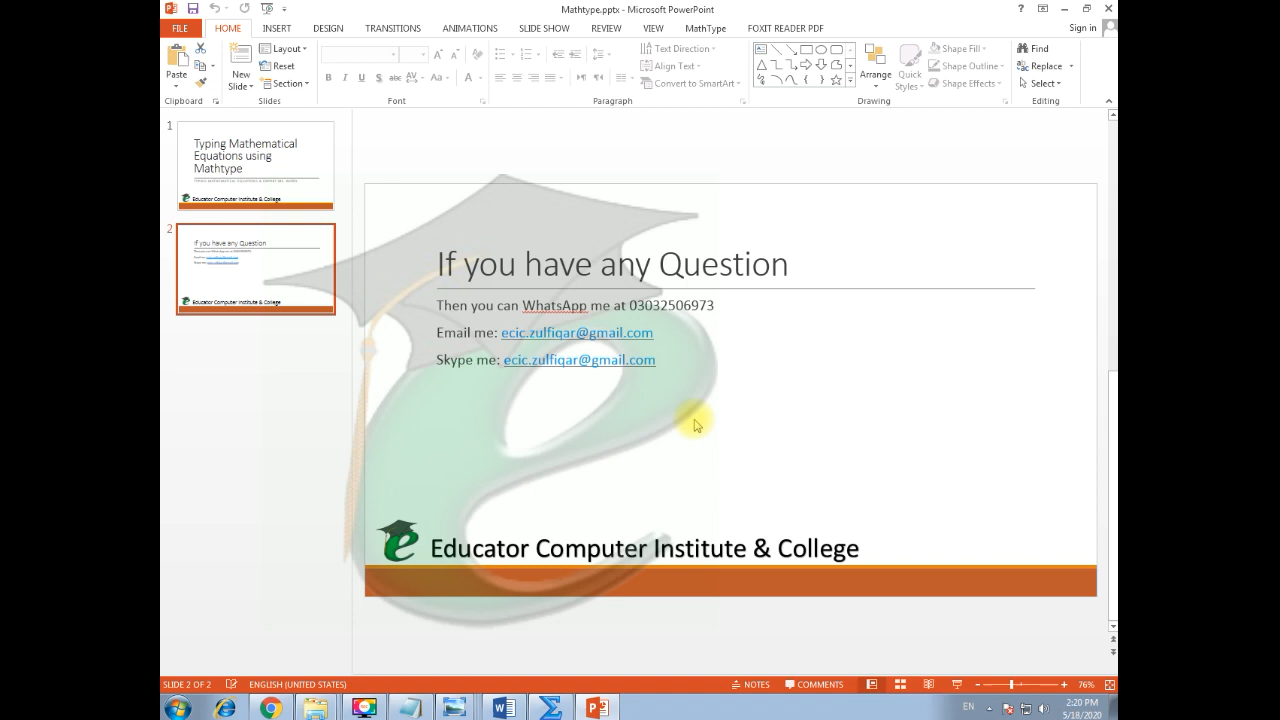 Mathtype.pptx - Microsoft PowerPoint
FILE HOME INSERT DESIGN TRANSITIONS ANIMATIONS SLIDE SHOW REVIEW VIEW MathType FOXIT READER PDF Sign in
Paste
Clipboard
New
Slide
Layout
Reset
Section
Slides
Font
Text Direction
Align Text
Convert to SmartArt
Paragraph
Arrange
Quick
Styles
Shape Fill
Shape Outline
Shape Effects
Drawing
Find
Replace
Select
Editing
1
Typing Mathematical
Equations using
Mathtype
Educator Computer Institute & College
2
If you have any Question
Educator Computer Institute & College
If you have any Question
Then you can WhatsApp me at 03032506973
Email me: ecic.zulfiqar@gmail.com
Skype me: ecic.zulfiqar@gmail.com
Educator Computer Institute & College
SLIDE 2 OF 2 ENGLISH (UNITED STATES) NOTES COMMENTS 76%
EN
2:20 PM
5/18/2020